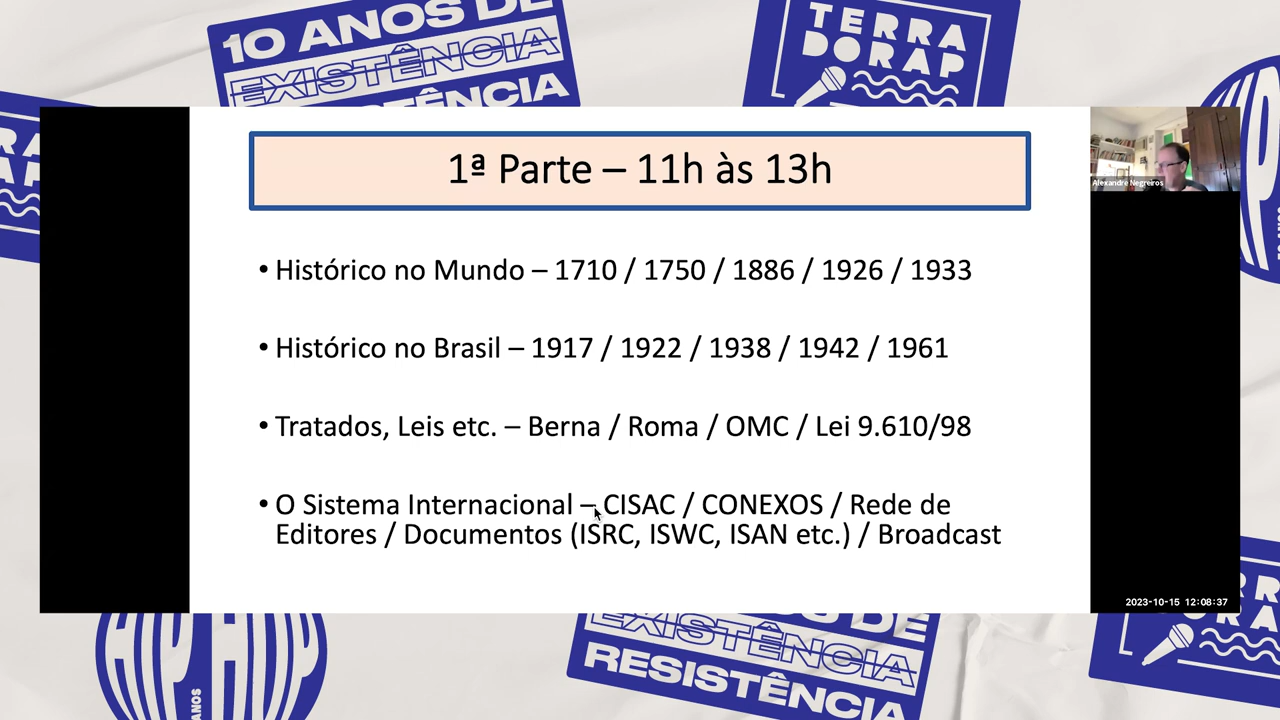 10 ANOS DE
EXISTÊNCIA
TERRA
DORAP
1ª Parte – 11h às 13h
Alexandre Negreiros
• Histórico no Mundo – 1710 / 1750 / 1886 / 1926 / 1933
• Histórico no Brasil – 1917 / 1922 / 1938 / 1942 / 1961
• Tratados, Leis etc. – Berna / Roma / OMC / Lei 9.610/98
• O Sistema Internacional – CISAC / CONEXOS / Rede de
Editores / Documentos (ISRC, ISWC, ISAN etc.) / Broadcast
2023-10-15 12:08:37
EXISTÊNCIA
RESISTÊNCIA
ANOS